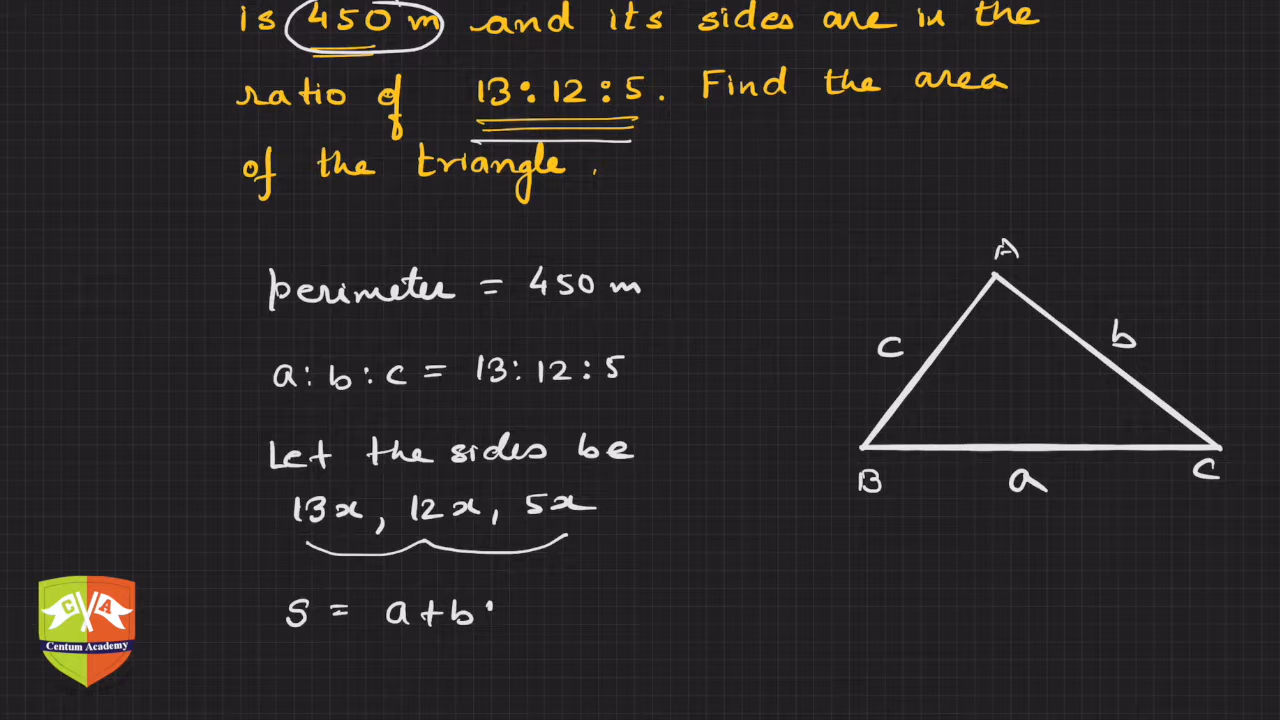 is 450 m and its sides are in the
ratio of 13:12:5. Find the area
of the triangle.
perimeter = 450 m
a:b:c = 13:12:5
Let the sides be
13x, 12x, 5x
s = a+b
A
c
b
B
a
C
C A
Centum Academy